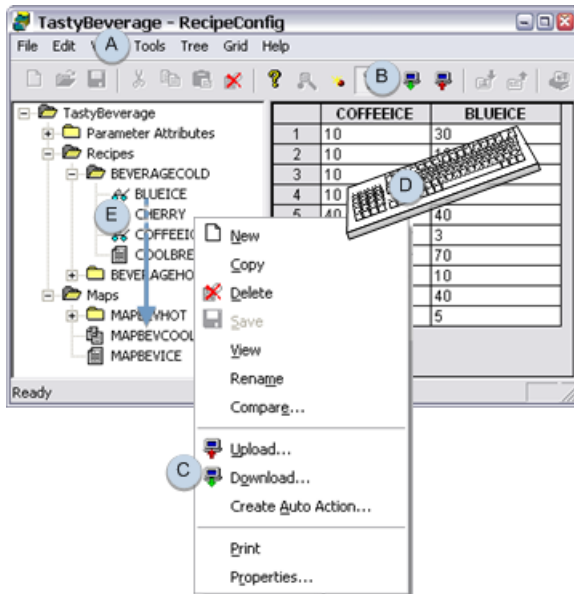 TastyBeverage - RecipeConfig
File Edit V A Tools Tree Grid Help
B
TastyBeverage
Parameter Attributes
Recipes
BEVERAGECOLD
BLUEICE
CHERRY
COFFEEIC
COOLBRE
BEVERAGEHO
Maps
MAPBEVHOT
MAPBEVCOOL
MAPBEVICE
E
COFFEEICE BLUEICE
1 10 30
2 10
3 10
4 10
5 40 40
3
70
10
40
5
D
New
Copy
Delete
Save
View
Rename
Compare...
Upload...
C Download...
Create Auto Action...
Print
Properties...
Ready